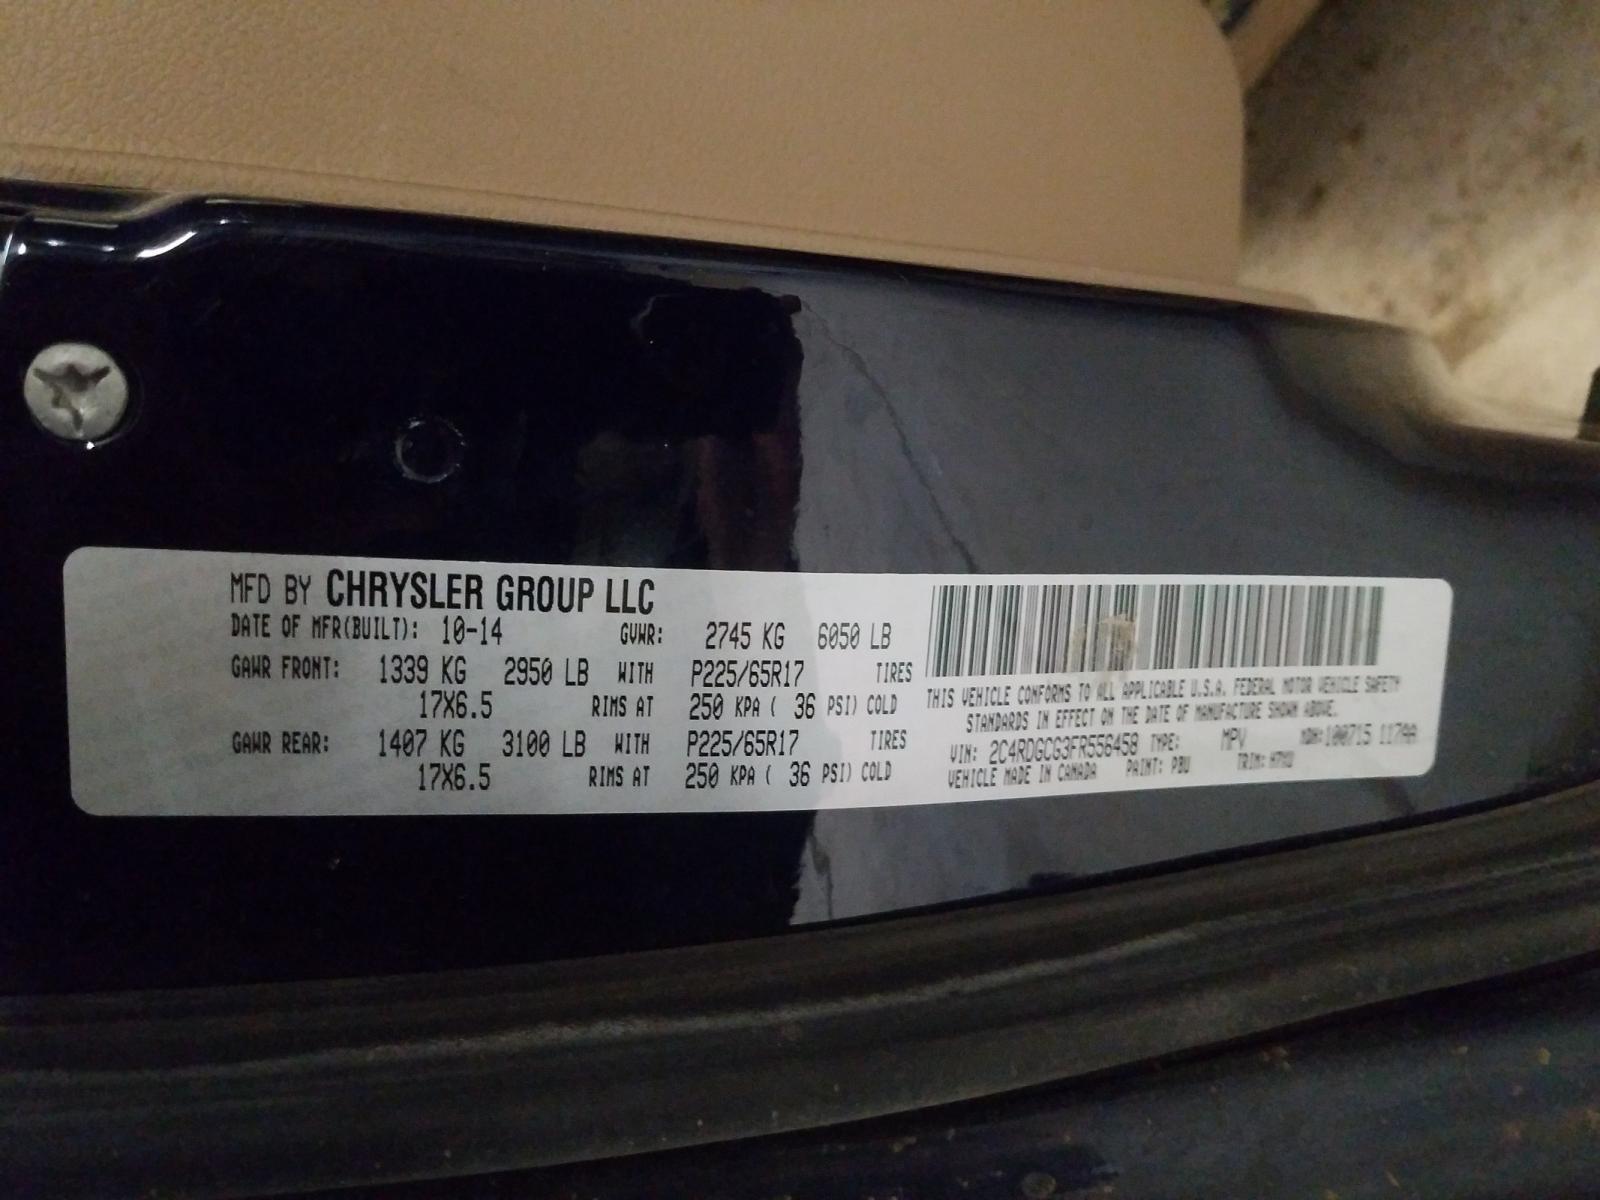 MFD BY CHRYSLER GROUP LLC
DATE OF MFR(BUILT): 10-14 GVWR: 2745 KG 6050 LB
GAWR FRONT: 1339 KG 2950 LB WITH P225/65R17 TIRES
17X6.5 RIMS AT 250 KPA ( 36 PSI) COLD
GAWR REAR: 1407 KG 3100 LB WITH P225/65R17 TIRES
17X6.5 RIMS AT 250 KPA ( 36 PSI) COLD
THIS VEHICLE CONFORMS TO ALL APPLICABLE U.S.A. FEDERAL MOTOR VEHICLE SAFETY
STANDARDS IN EFFECT ON THE DATE OF MANUFACTURE SHOWN ABOVE.
VIN: 2C4RDGCG3FR556458 TYPE: MPV MDH:100715
VEHICLE MADE IN CANADA PAINT: PBU TRIM: